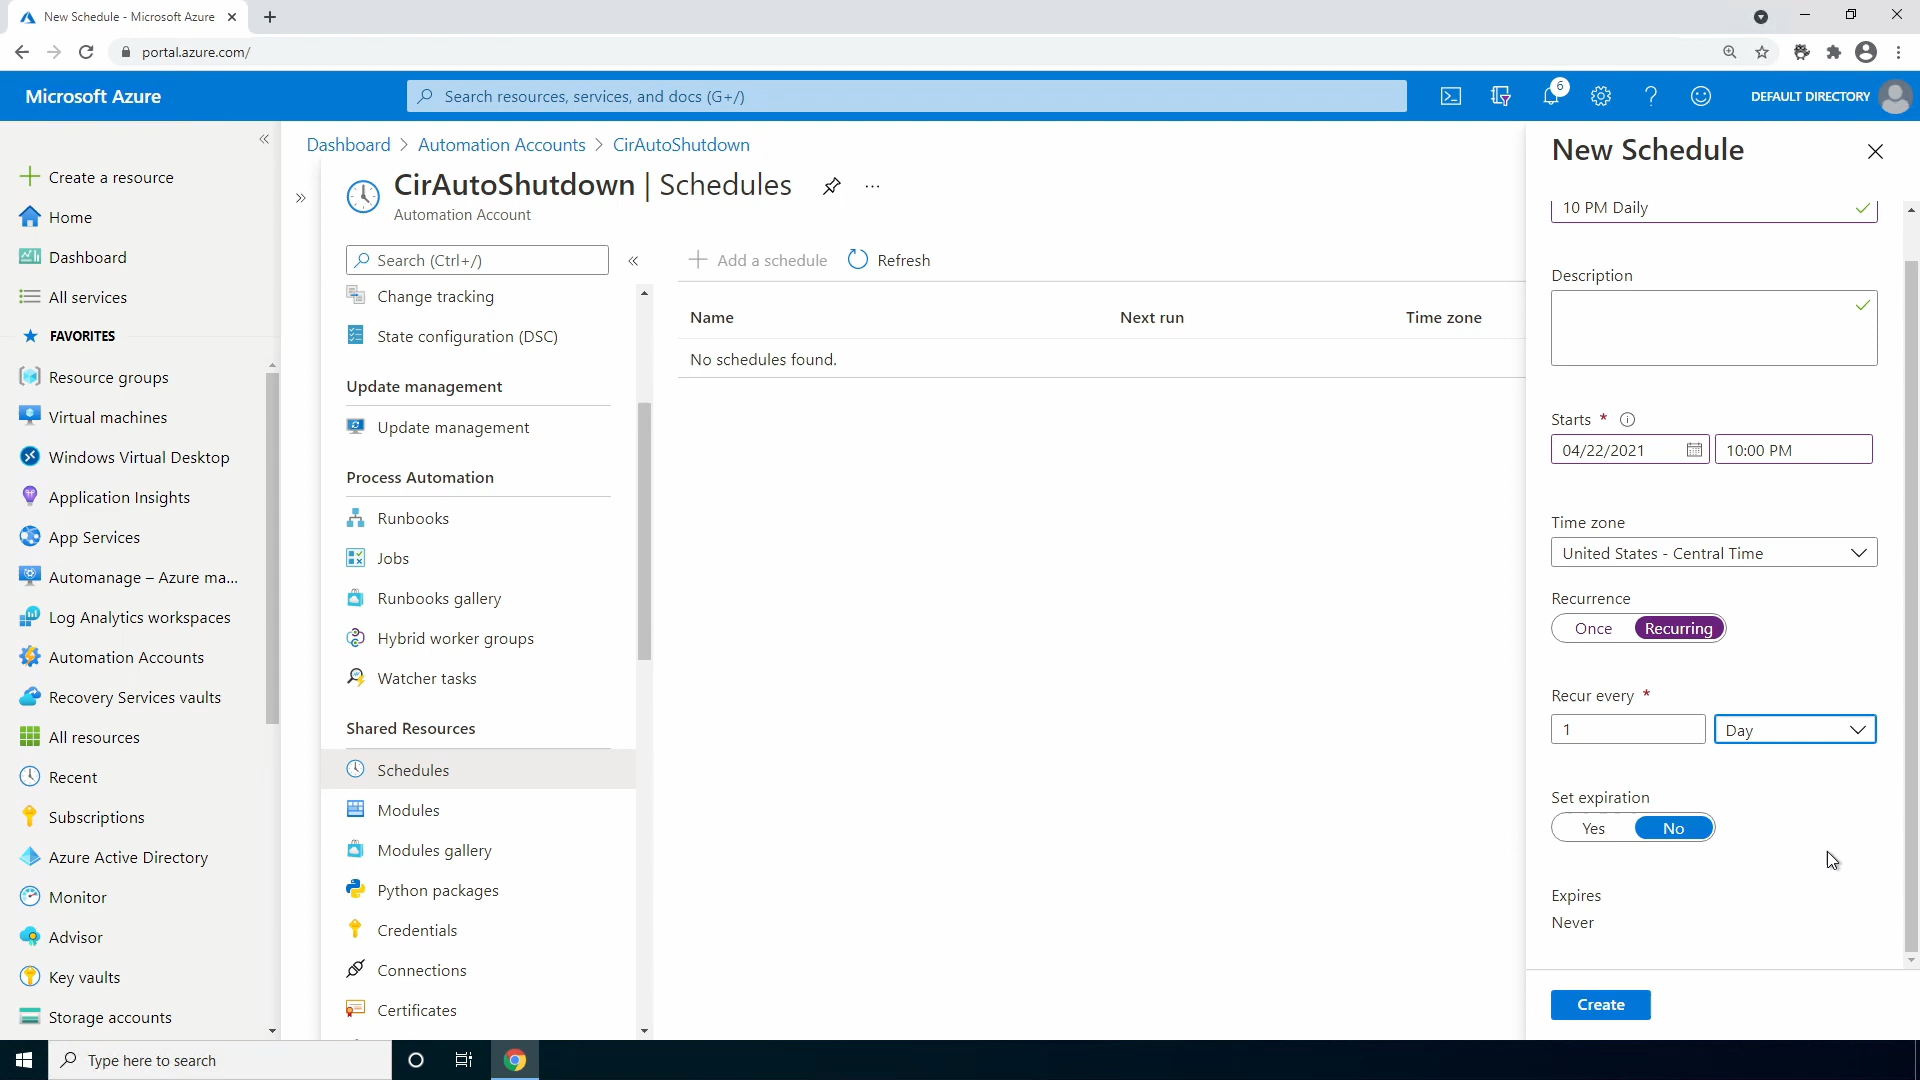 New Schedule - Microsoft Azure
portal.azure.com/
Microsoft Azure
Search resources, services, and docs (G+/)
6
DEFAULT DIRECTORY
Create a resource
Home
Dashboard
All services
FAVORITES
Resource groups
Virtual machines
Windows Virtual Desktop
Application Insights
App Services
Automanage – Azure ma...
Log Analytics workspaces
Automation Accounts
Recovery Services vaults
All resources
Recent
Subscriptions
Azure Active Directory
Monitor
Advisor
Key vaults
Storage accounts
Dashboard > Automation Accounts > CirAutoShutdown
CirAutoShutdown | Schedules
Automation Account
Search (Ctrl+/)
Change tracking
State configuration (DSC)
Update management
Update management
Process Automation
Runbooks
Jobs
Runbooks gallery
Hybrid worker groups
Watcher tasks
Shared Resources
Schedules
Modules
Modules gallery
Python packages
Credentials
Connections
Certificates
Add a schedule Refresh
Name Next run Time zone
No schedules found.
New Schedule
10 PM Daily
Description
Starts *
04/22/2021 10:00 PM
Time zone
United States - Central Time
Recurrence
Once Recurring
Recur every *
1 Day
Set expiration
Yes No
Expires
Never
Create
Type here to search